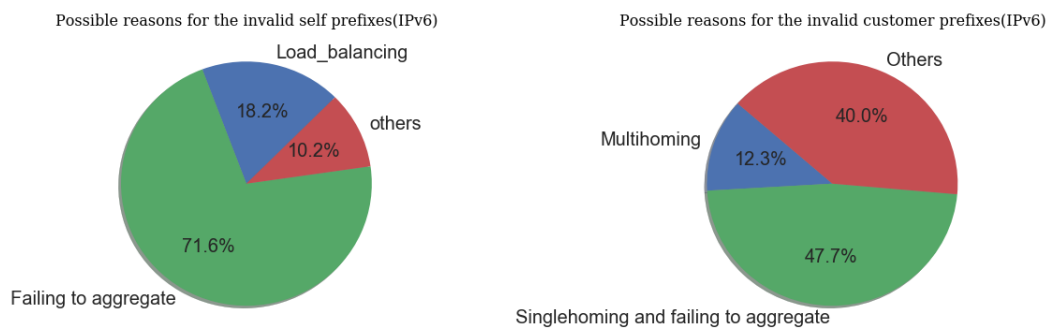 Possible reasons for the invalid self prefixes(IPv6)
Load_balancing
18.2%
others
10.2%
71.6%
Failing to aggregate
Possible reasons for the invalid customer prefixes(IPv6)
Others
40.0%
Multihoming
12.3%
47.7%
Singlehoming and failing to aggregate